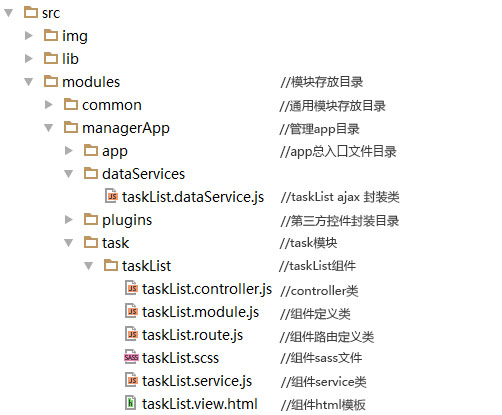 src
img
lib
modules //模块存放目录
common //通用模块存放目录
managerApp //管理app目录
app //app总入口文件目录
dataServices
JS taskList.dataService.js //taskList ajax 封装类
plugins //第三方控件封装目录
task //task模块
taskList //taskList组件
JS taskList.controller.js //controller类
JS taskList.module.js //组件定义类
JS taskList.route.js //组件路由定义类
SASS taskList.scss //组件sass文件
JS taskList.service.js //组件service类
h taskList.view.html //组件html模板